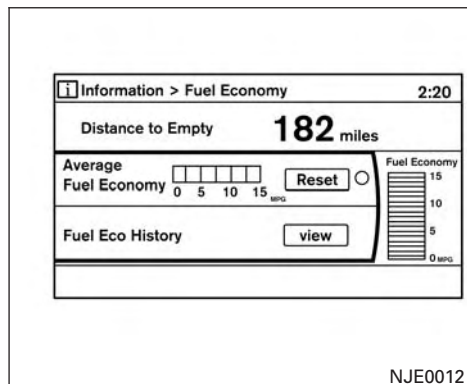 i Information > Fuel Economy 2:20
Distance to Empty 182 miles
Average
Fuel Economy
0 5 10 15 MPG
Reset
Fuel Economy
15
10
5
0 MPG
Fuel Eco History view
NJE0012